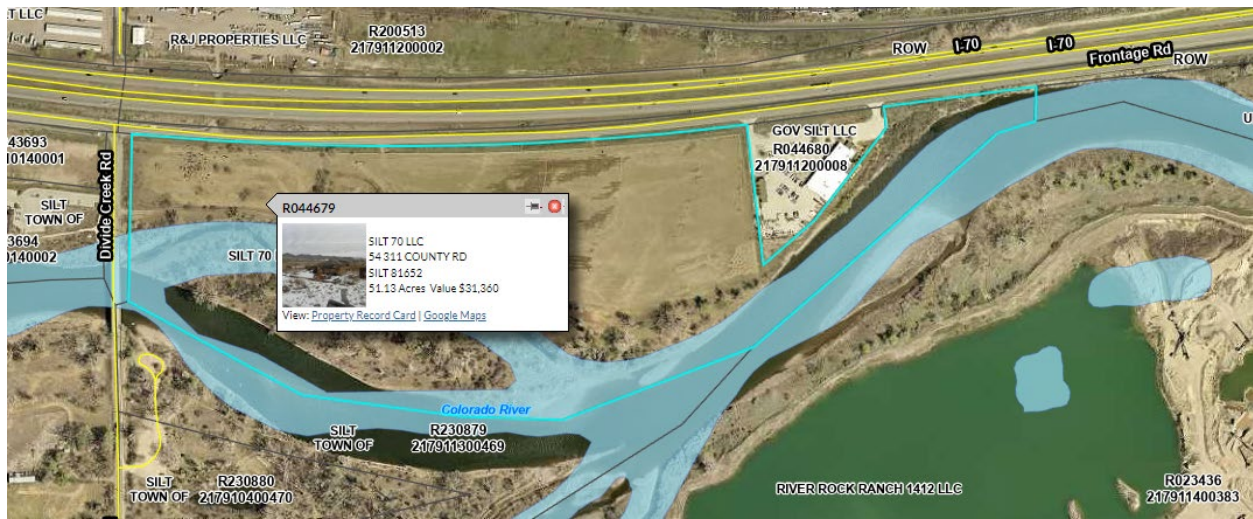 T LLC
R&J PROPERTIES LLC
R200513
217911200002
ROW
I-70
I-70
Frontage Rd
ROW
43693
10140001
GOV SILT LLC
R044680
217911200008
U
Divide Creek Rd
SILT
TOWN OF
3694
0140002
R044679
SILT 70 LLC
54 311 COUNTY RD
SILT 81652
51.13 Acres Value $31,360
View: Property Record Card | Google Maps
SILT 70
Colorado River
SILT
TOWN OF
R230879
217911300469
SILT
TOWN OF
R230880
217910400470
RIVER ROCK RANCH 1412 LLC
R023436
217911400383